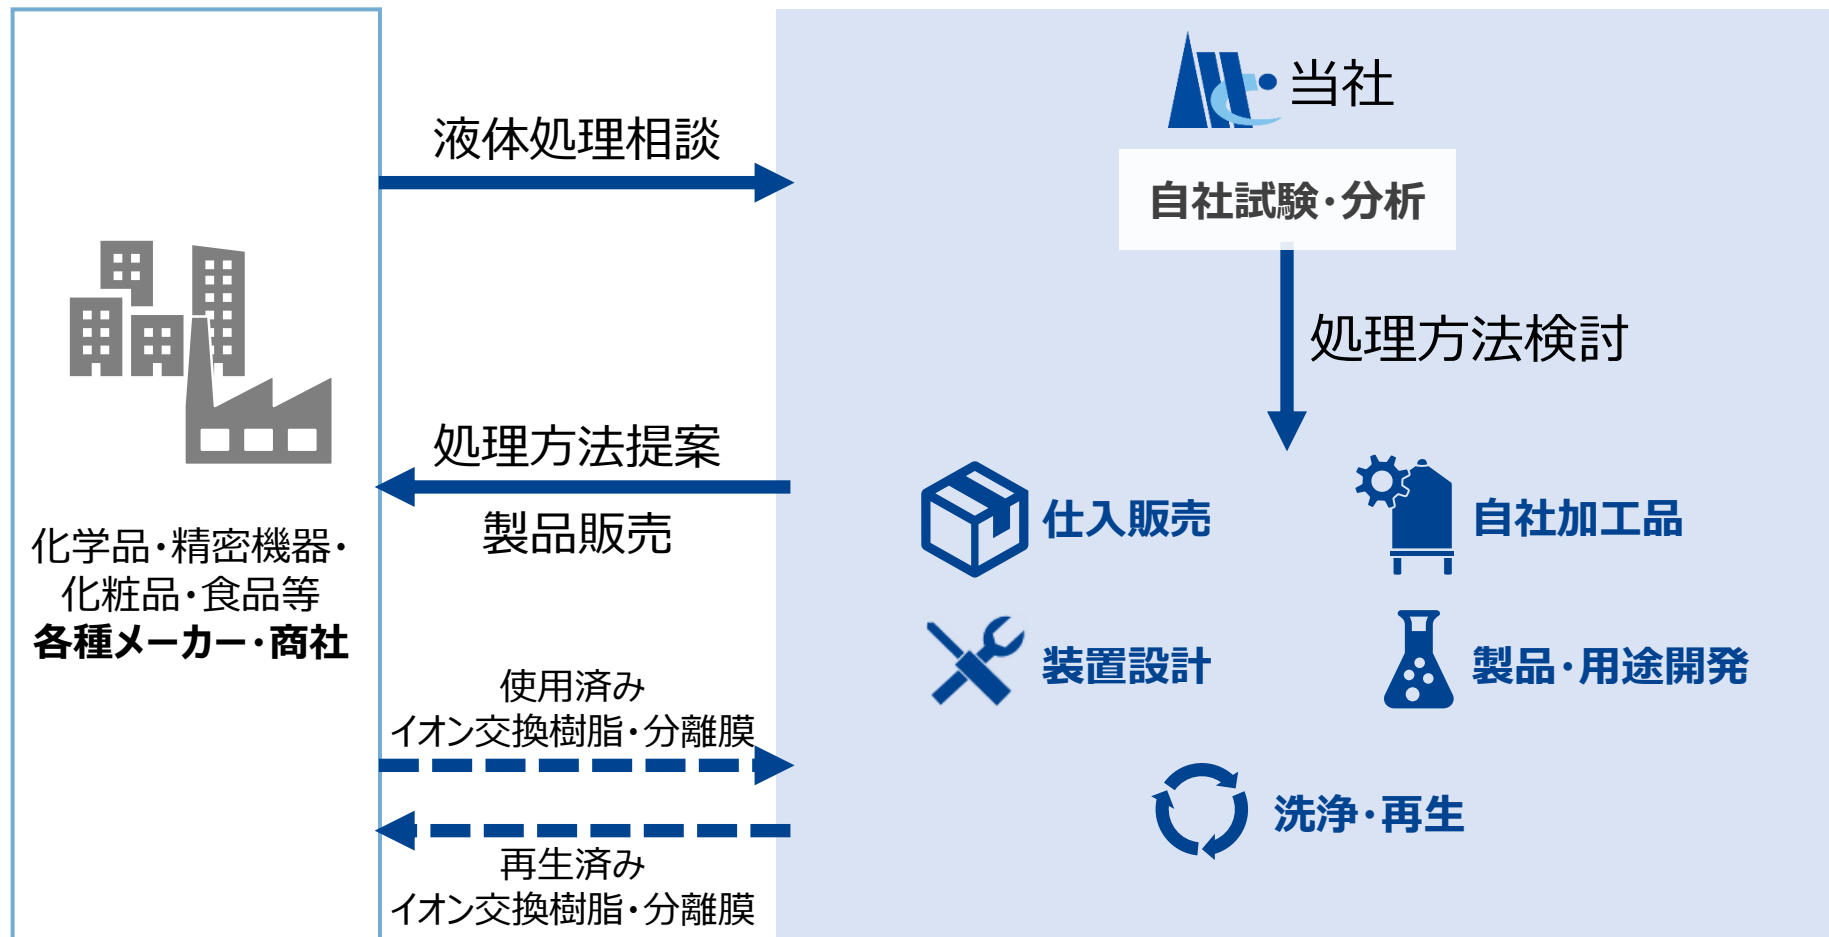 当社
自社試験・分析
液体処理相談
処理方法検討
処理方法提案
製品販売
化学品・精密機器・
化粧品・食品等
各種メーカー・商社
仕入販売
自社加工品
装置設計
製品・用途開発
洗浄・再生
使用済み
イオン交換樹脂・分離膜
再生済み
イオン交換樹脂・分離膜